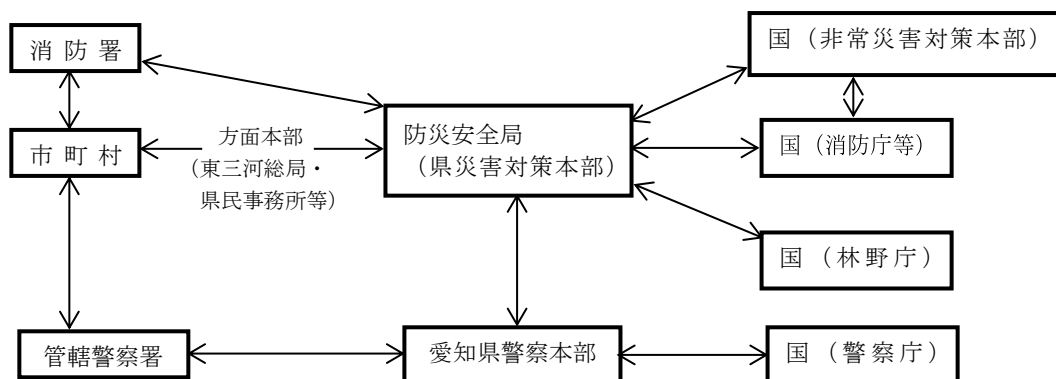 消防署
国（非常災害対策本部）
市町村
方面本部
（東三河総局・
県民事務所等）
防災安全局
（県災害対策本部）
国（消防庁等）
国（林野庁）
管轄警察署
愛知県警察本部
国（警察庁）